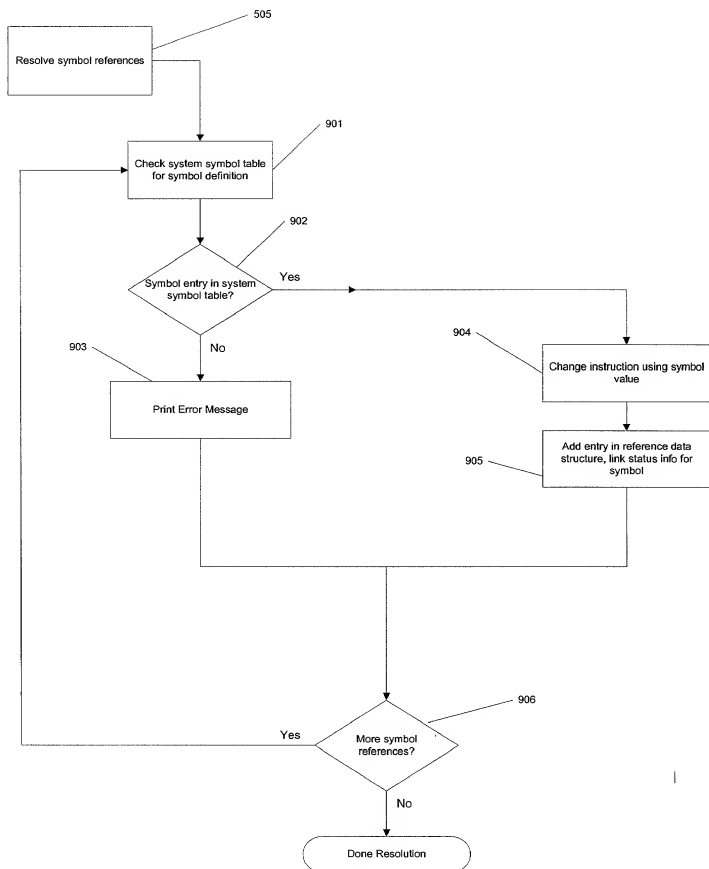 505
Resolve symbol references
901
Check system symbol table
for symbol definition
902
Symbol entry in system
symbol table?
Yes
No
903
Print Error Message
904
Change instruction using symbol
value
905
Add entry in reference data
structure, link status info for
symbol
906
More symbol
references?
Yes
No
Done Resolution